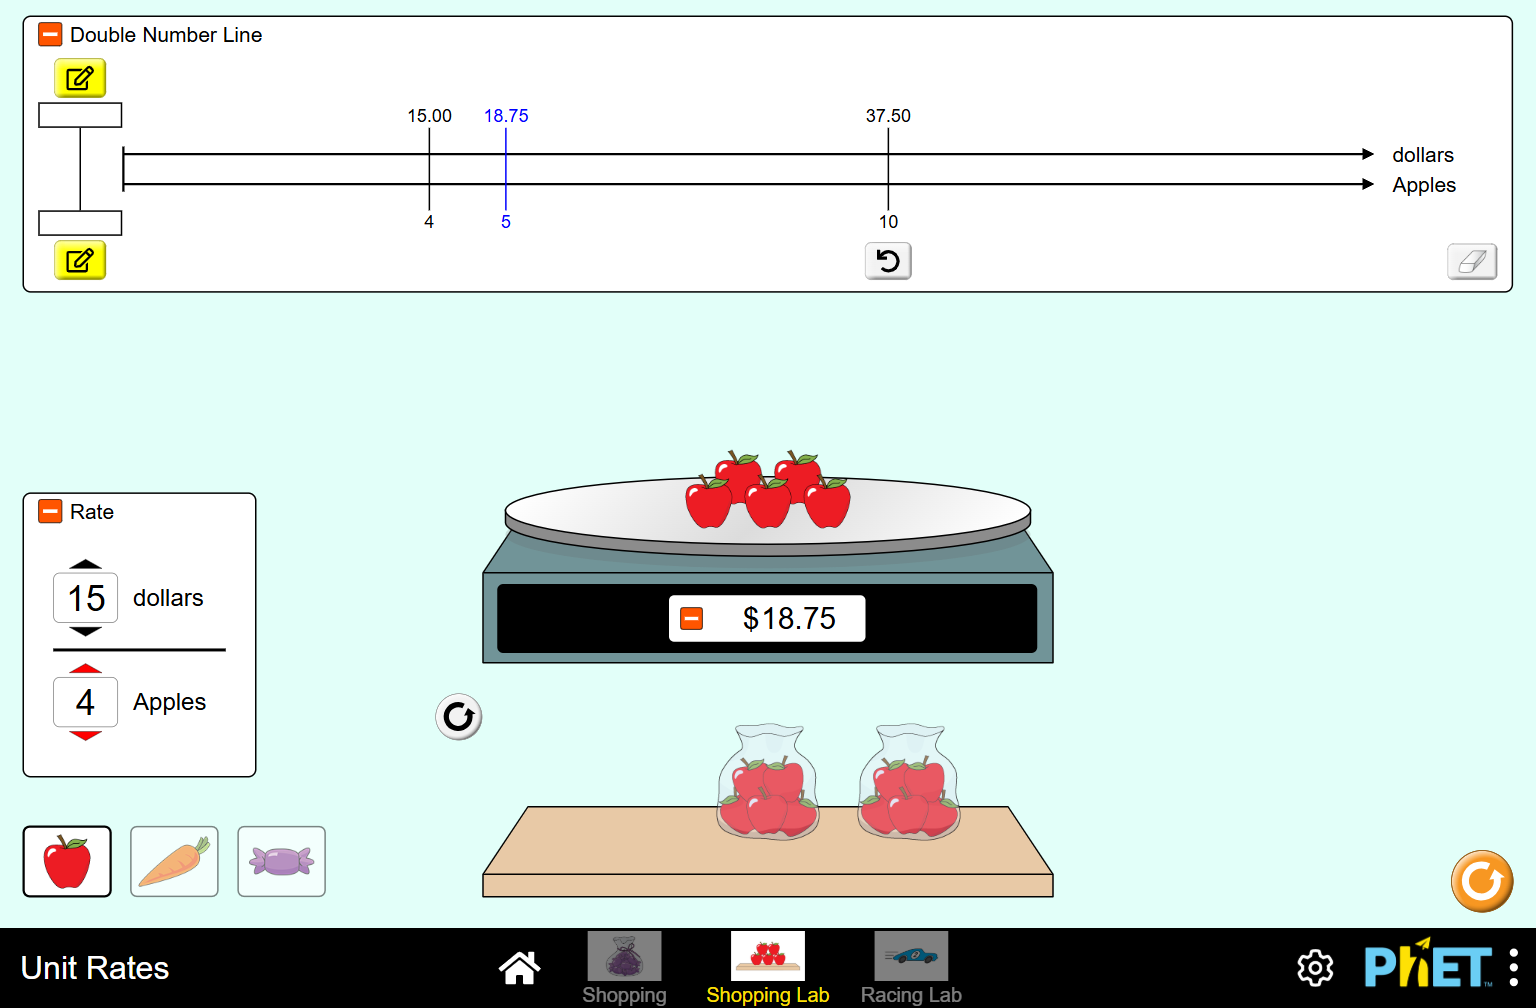 Double Number Line
15.00 18.75 37.50
dollars
Apples
4 5 10
Rate
15 dollars
4 Apples
$18.75
Unit Rates
Shopping
Shopping Lab
Racing Lab
PhET